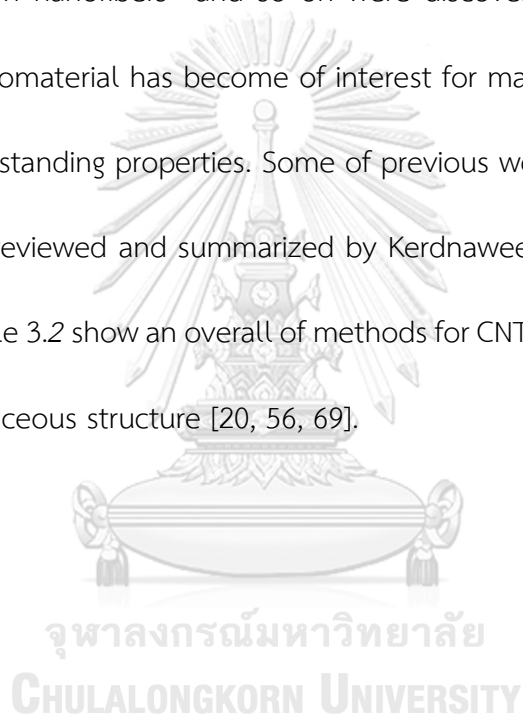 nanofibers" and so on were discove
omaterial has become of interest for ma
standing properties. Some of previous w
eviewed and summarized by Kerdnawee
le 3.2 show an overall of methods for CNT
aceous structure [20, 56, 69].
จุฬาลงกรณ์มหาวิทยาลัย
CHULALONGKORN UNIVERSITY